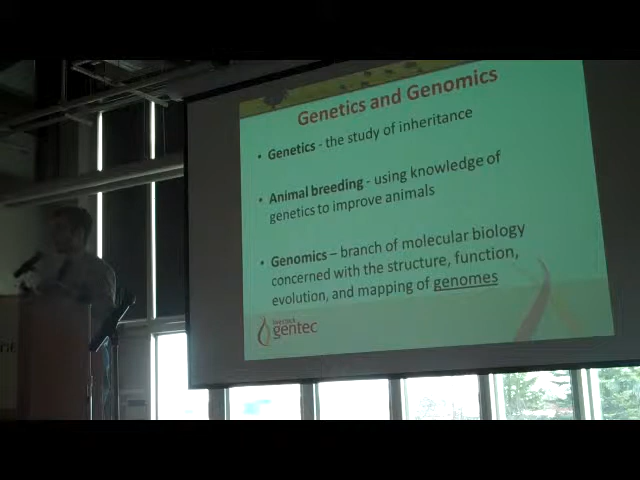 Genetics and Genomics
• Genetics - the study of inheritance
• Animal breeding - using knowledge of
genetics to improve animals
• Genomics – branch of molecular biology
concerned with the structure, function,
evolution, and mapping of genomes
livestock
gentec